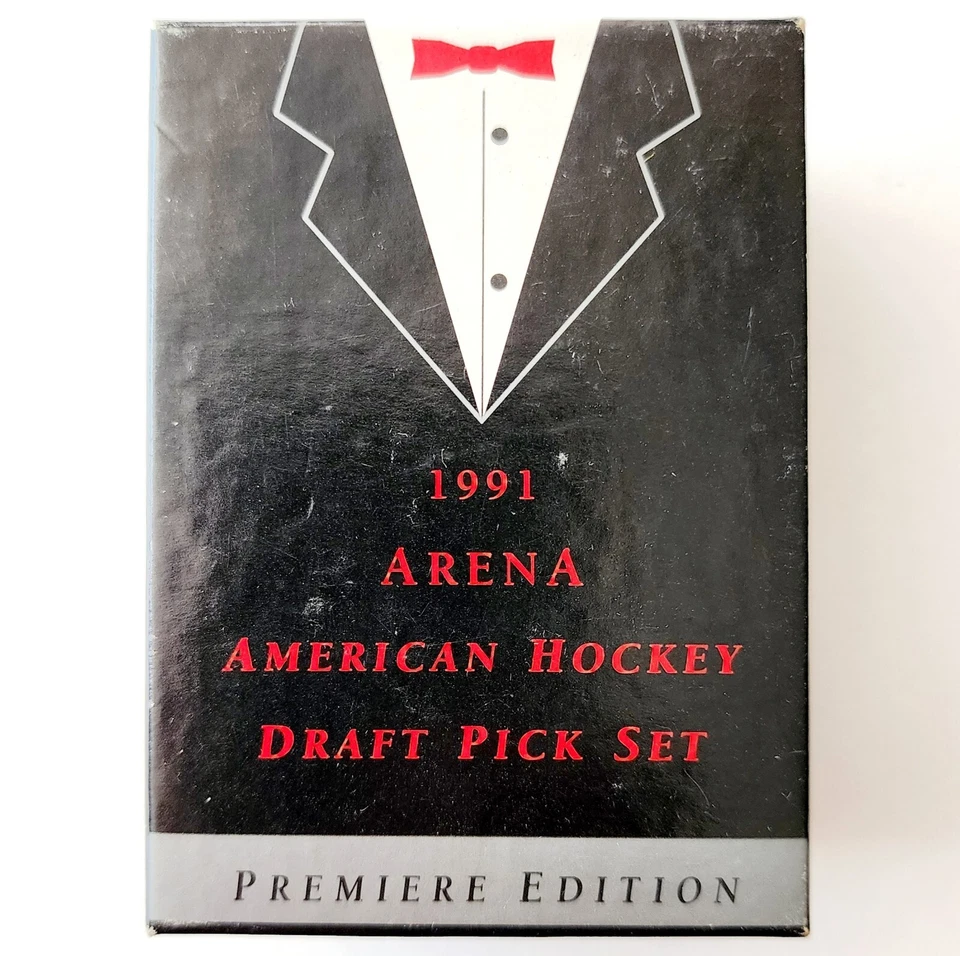 1991
ARENA
AMERICAN HOCKEY
DRAFT PICK SET
PREMIERE EDITION